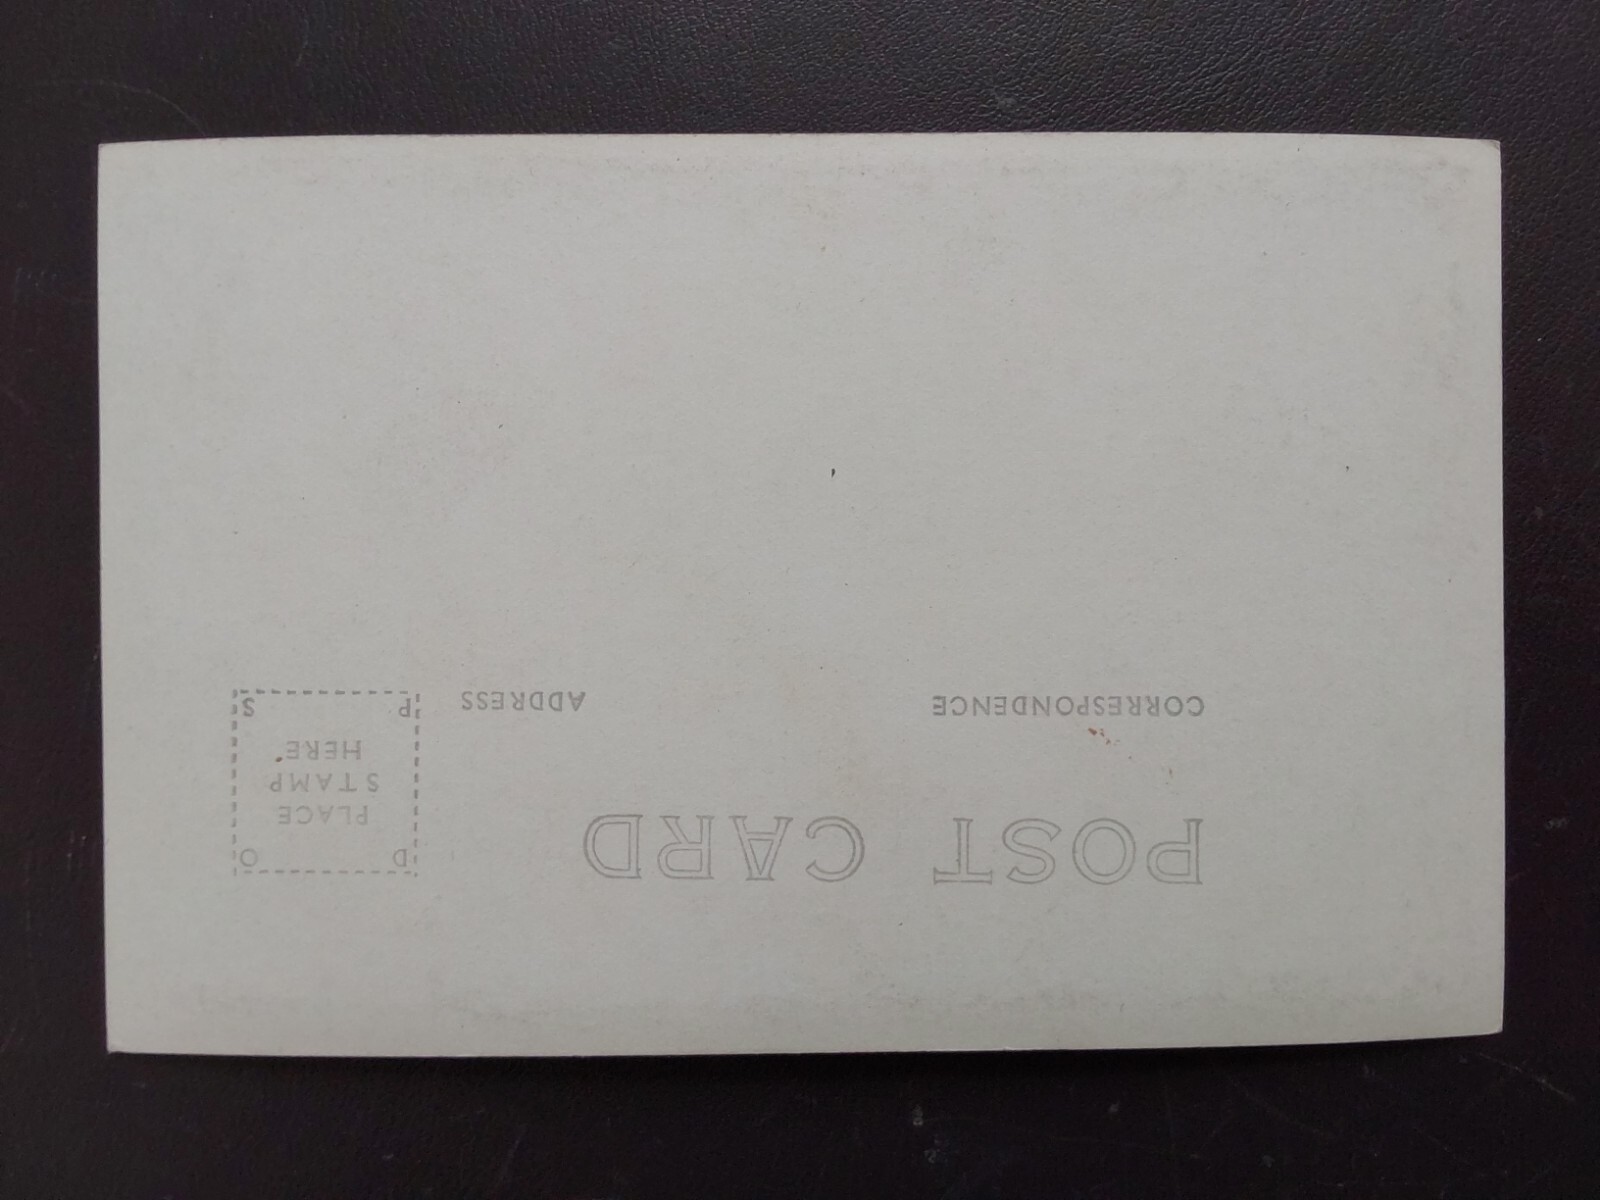 POST CARD
D O
PLACE
STAMP
HERE
P S
CORRESPONDENCE
ADDRESS